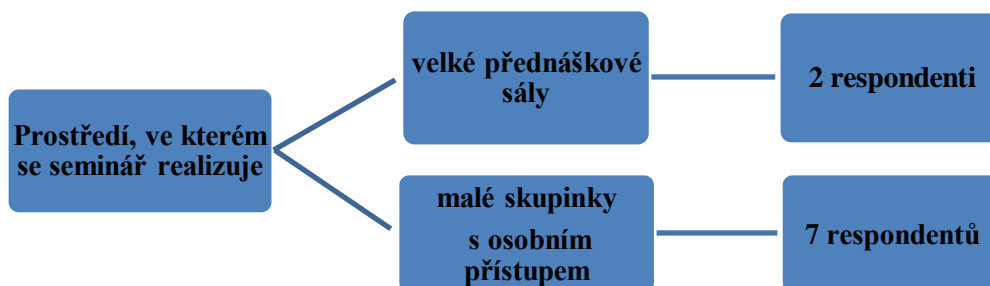 Prostředí, ve kterém
se seminář realizuje
velké přednáškové
sály
2 respondenti
malé skupinky
s osobním
přístupem
7 respondentů